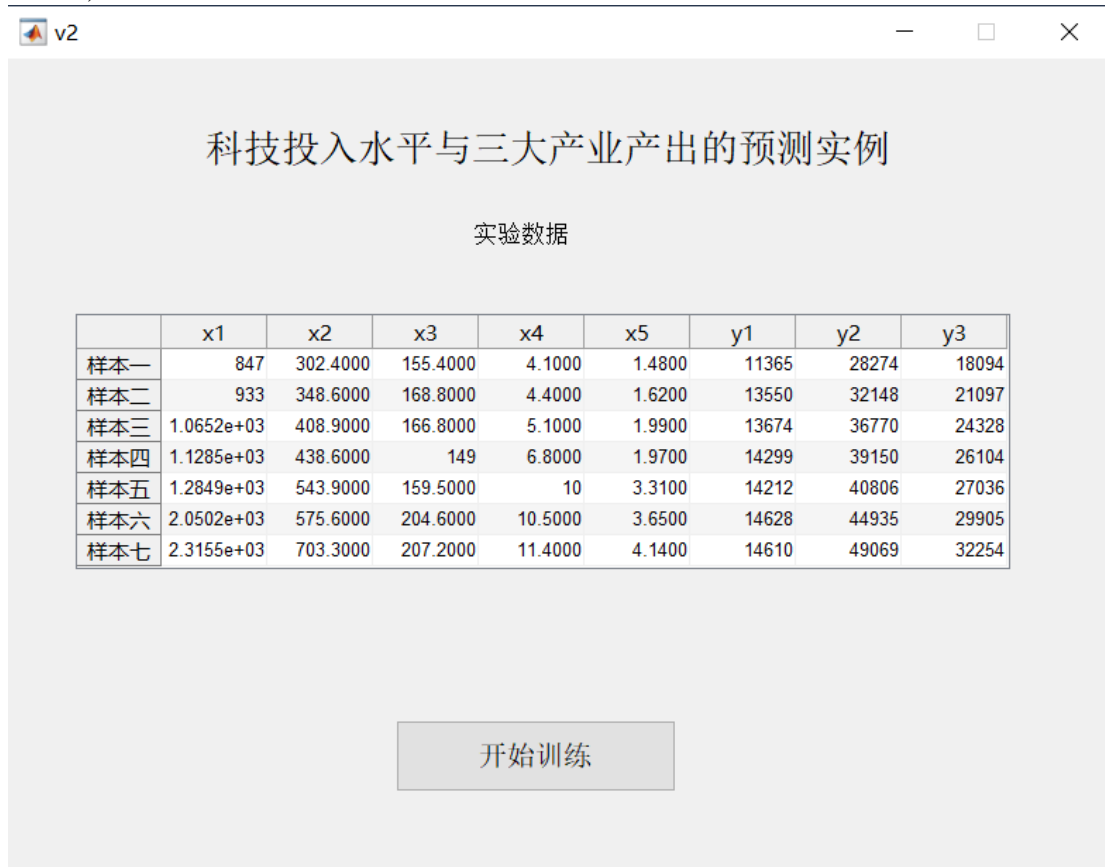 v2
科技投入水平与三大产业产出的预测实例
实验数据
x1 x2 x3 x4 x5 y1 y2 y3
样本一 847 302.4000 155.4000 4.1000 1.4800 11365 28274 18094
样本二 933 348.6000 168.8000 4.4000 1.6200 13550 32148 21097
样本三 1.0652e+03 408.9000 166.8000 5.1000 1.9900 13674 36770 24328
样本四 1.1285e+03 438.6000 149 6.8000 1.9700 14299 39150 26104
样本五 1.2849e+03 543.9000 159.5000 10 3.3100 14212 40806 27036
样本六 2.0502e+03 575.6000 204.6000 10.5000 3.6500 14628 44935 29905
样本七 2.3155e+03 703.3000 207.2000 11.4000 4.1400 14610 49069 32254
开始训练